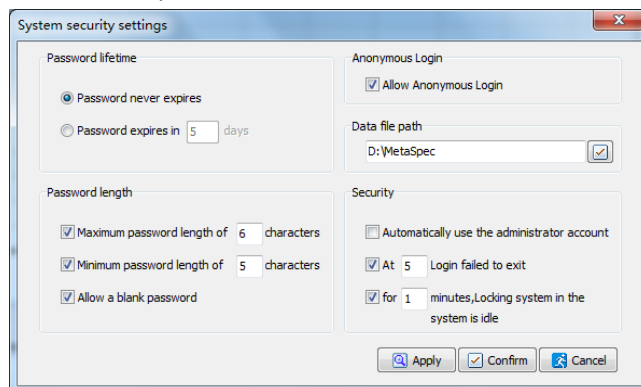 System security settings
Password lifetime
Password never expires
Password expires in 5 days
Anonymous Login
Allow Anonymous Login
Data file path
D:\MetaSpec
Password length
Maximum password length of 6 characters
Minimum password length of 5 characters
Allow a blank password
Security
Automatically use the administrator account
At 5 Login failed to exit
for 1 minutes,Locking system in the
system is idle
Apply
Confirm
Cancel